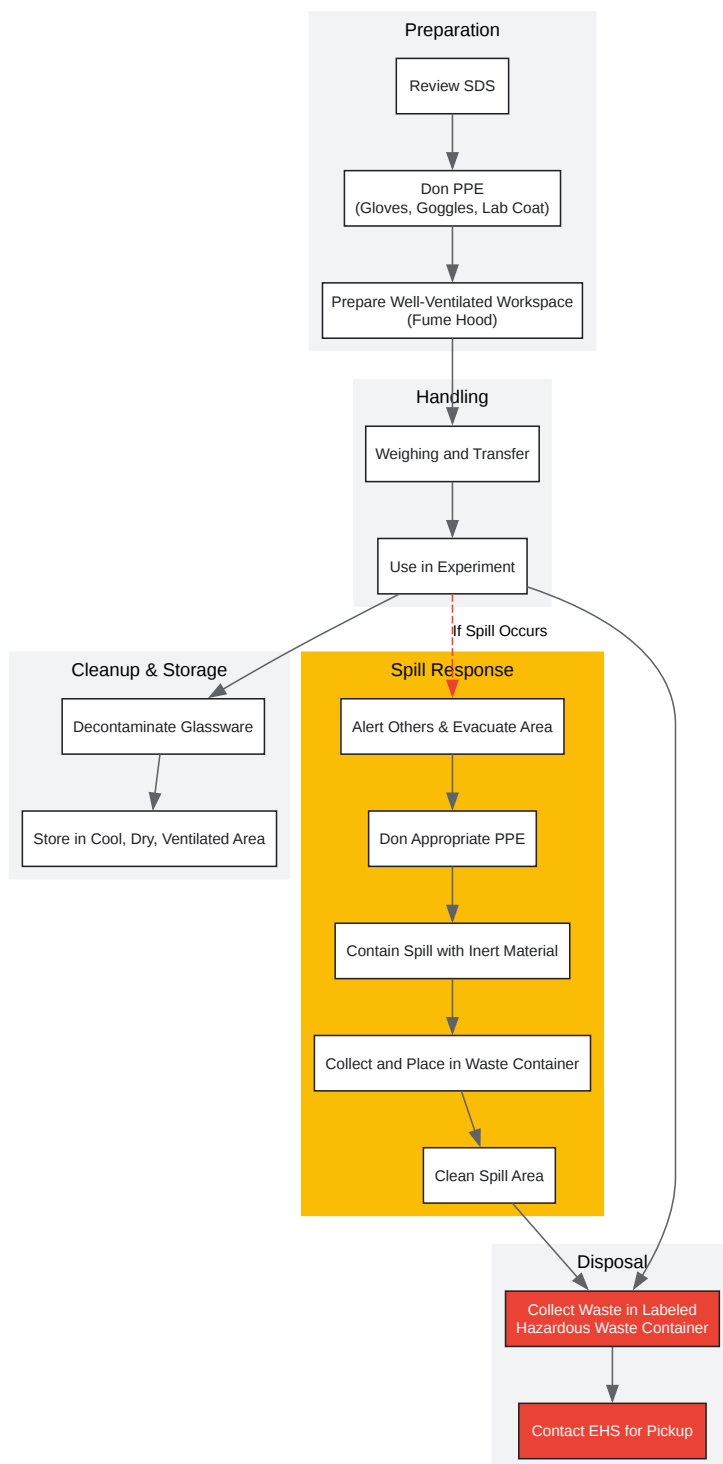 Preparation
Review SDS
Don PPE
(Gloves, Goggles, Lab Coat)
Prepare Well-Ventilated Workspace
(Fume Hood)
Handling
Weighing and Transfer
Use in Experiment
If Spill Occurs
Cleanup & Storage
Decontaminate Glassware
Store in Cool, Dry, Ventilated Area
Spill Response
Alert Others & Evacuate Area
Don Appropriate PPE
Contain Spill with Inert Material
Collect and Place in Waste Container
Clean Spill Area
Disposal
Collect Waste in Labeled
Hazardous Waste Container
Contact EHS for Pickup